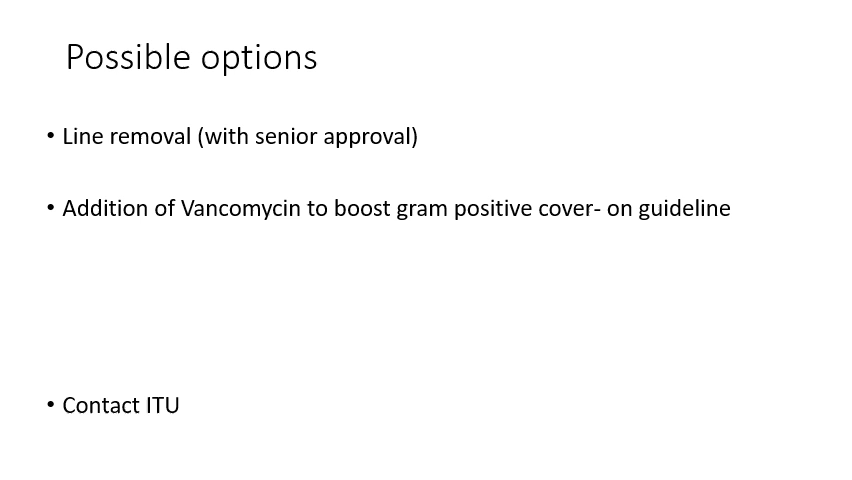 Possible options
• Line removal (with senior approval)
• Addition of Vancomycin to boost gram positive cover- on guideline
• Contact ITU